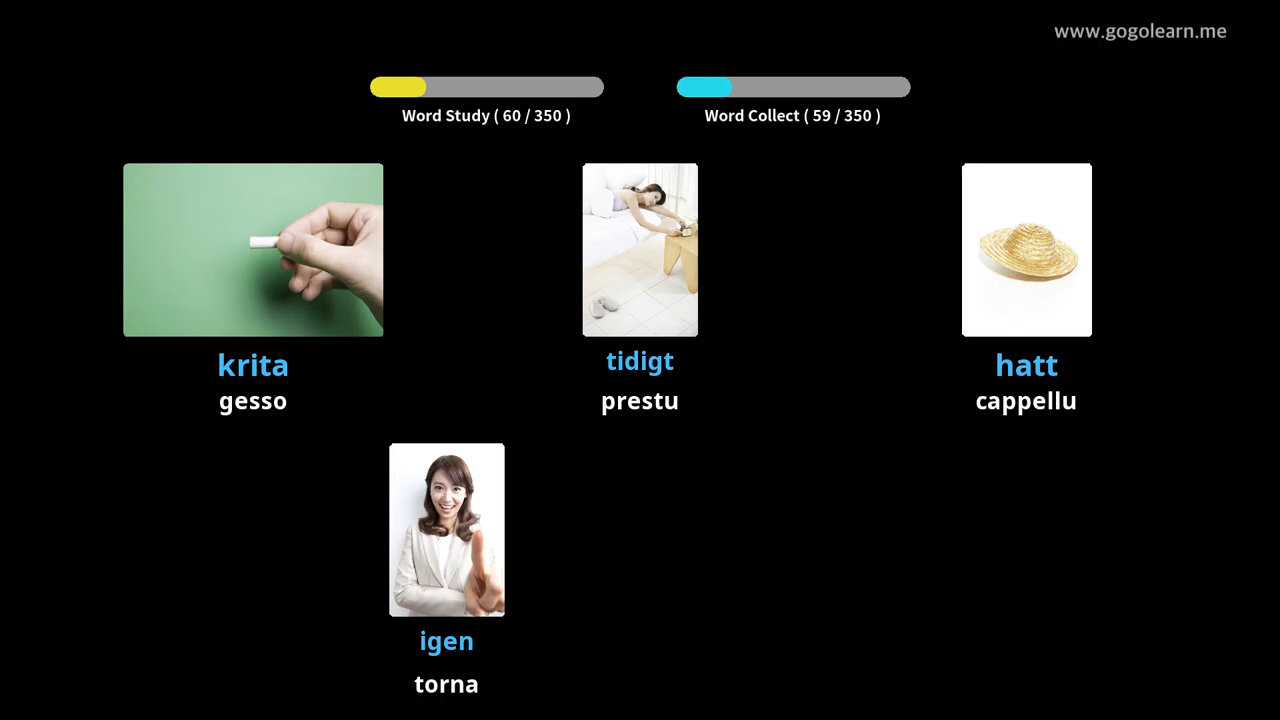 www.gogolearn.me
Word Study ( 60 / 350 )
Word Collect ( 59 / 350 )
krita
gesso
tidigt
prestu
hatt
cappellu
igen
torna